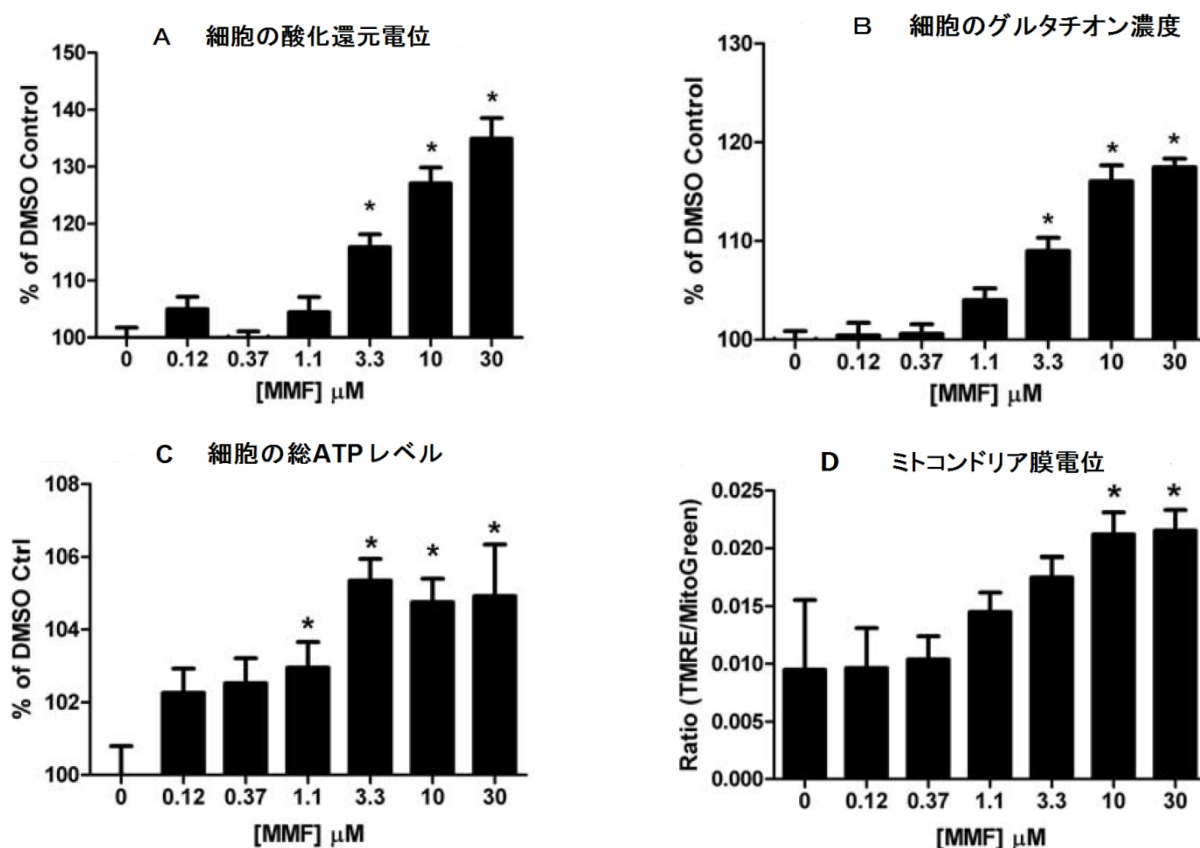 A 細胞の酸化還元電位
150
140
130
120
110
100
% of DMSO Control
* * *
0 0.12 0.37 1.1 3.3 10 30
[MMF] μM
B 細胞のグルタチオン濃度
130
120
110
100
% of DMSO Control
* * *
0 0.12 0.37 1.1 3.3 10 30
[MMF] μM
C 細胞の総ATPレベル
108
106
104
102
100
% of DMSO Ctrl
* * * *
0 0.12 0.37 1.1 3.3 10 30
[MMF] μM
D ミトコンドリア膜電位
0.025
0.020
0.015
0.010
0.005
0.000
Ratio (TMRE/MitoGreen)
* *
0 0.12 0.37 1.1 3.3 10 30
[MMF] μM